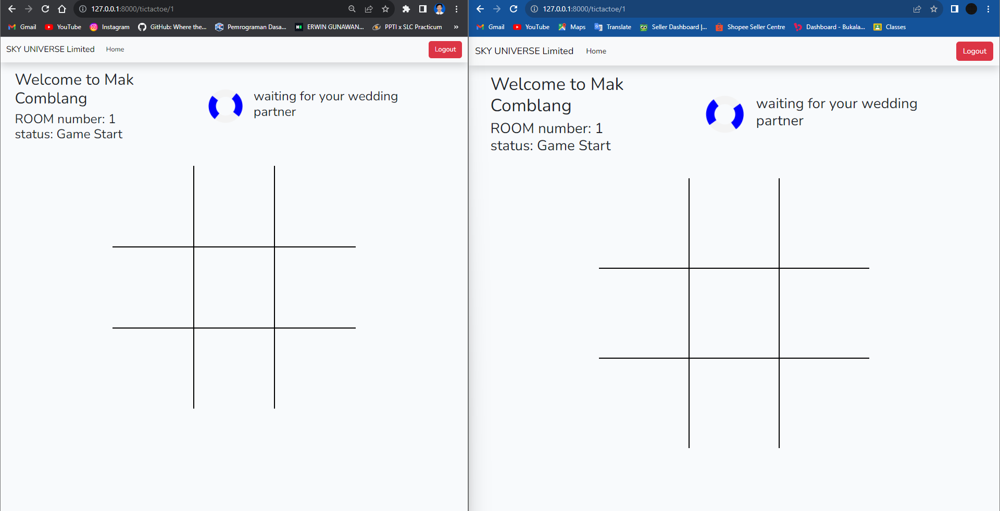 127.0.0.1:8000/tictactoe/1
Gmail YouTube Instagram GitHub: Where the... Pemrograman Dasa... ERWIN GUNAWAN... PPTI x SLC Practicum »
SKY UNIVERSE Limited Home Logout
Welcome to Mak
Comblang
ROOM number: 1
status: Game Start
waiting for your wedding
partner
127.0.0.1:8000/tictactoe/1
Gmail YouTube Maps Translate Seller Dashboard |... Shopee Seller Centre Dashboard - Bukala... Classes
SKY UNIVERSE Limited Home Logout
Welcome to Mak
Comblang
ROOM number: 1
status: Game Start
waiting for your wedding
partner